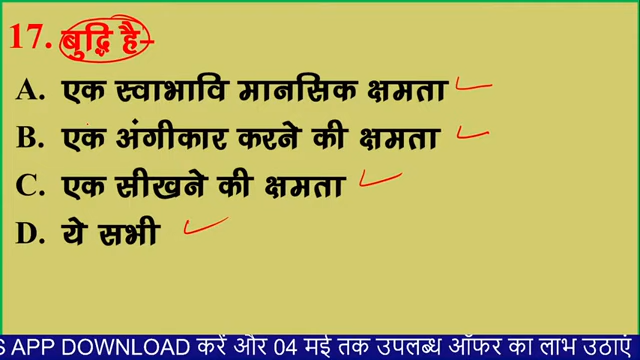 17. बुद्धि है-
A. एक स्वाभावि मानसिक क्षमता
B. एक अंगीकार करने की क्षमता
C. एक सीखने की क्षमता
D. ये सभी
S APP DOWNLOAD करें और 04 मई तक उपलब्ध ऑफर का लाभ उठाएं